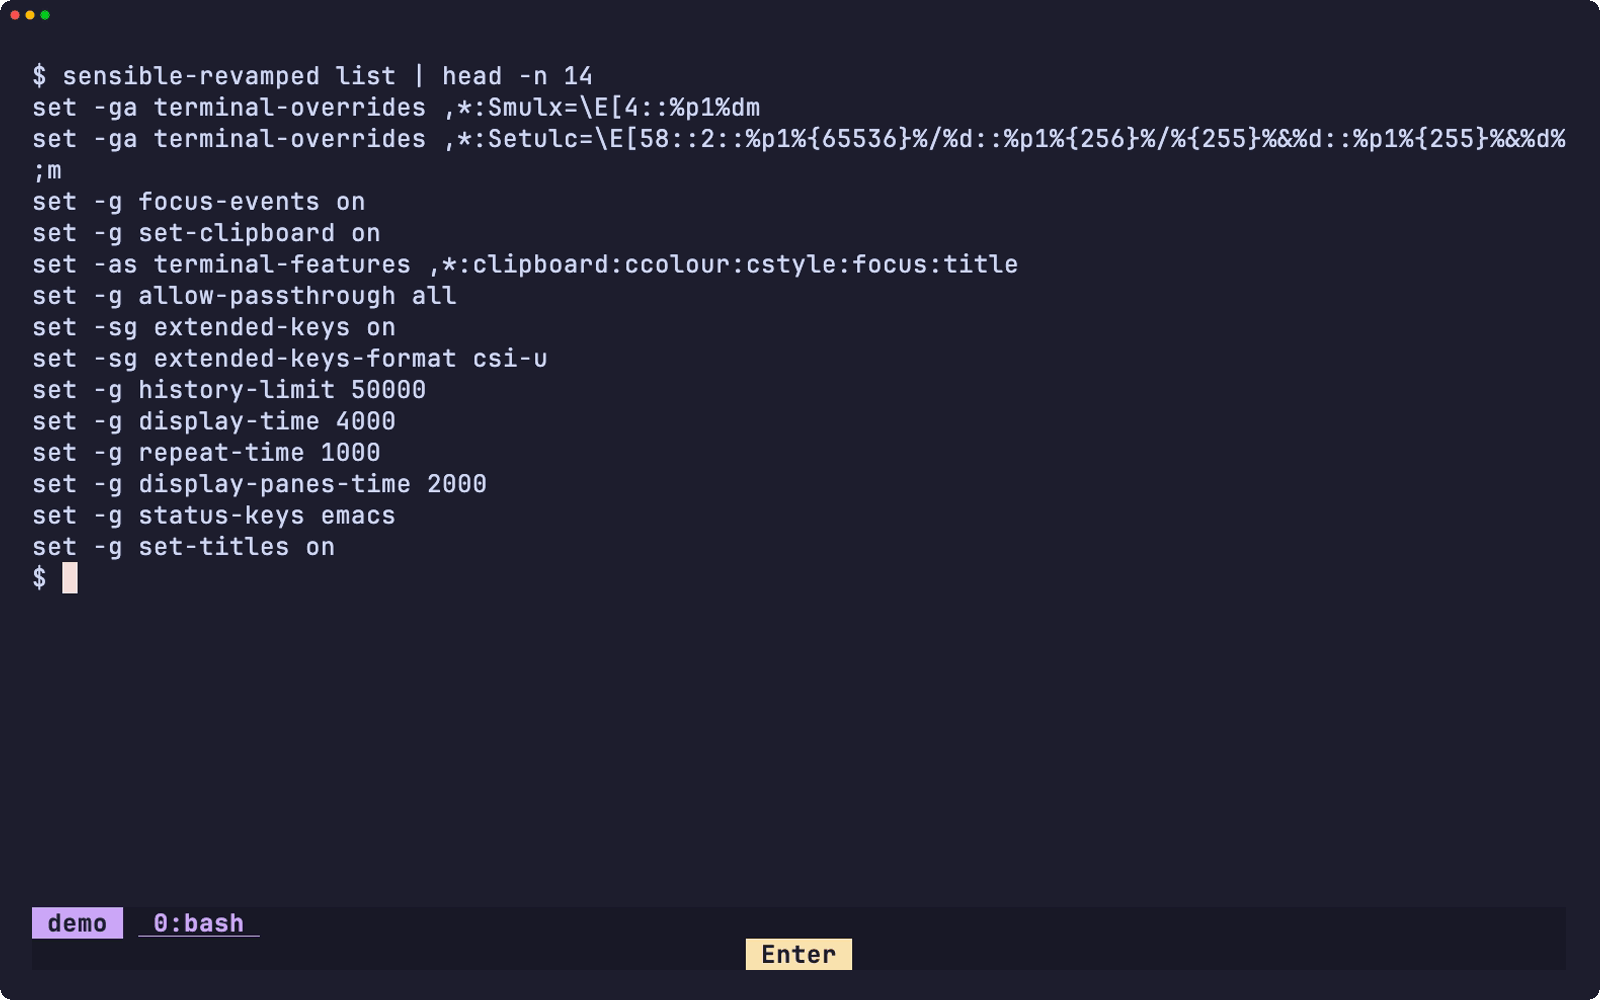 $ sensible-revamped list | head -n 14
set -ga terminal-overrides ,*:Smulx=\E[4::%p1%dm
set -ga terminal-overrides ,*:Setulc=\E[58::2::%p1%{65536}%/%d::%p1%{256}%/%{255}%&%d::%p1%{255}%&%d%
;m
set -g focus-events on
set -g set-clipboard on
set -as terminal-features ,*:clipboard:ccolour:cstyle:focus:title
set -g allow-passthrough all
set -sg extended-keys on
set -sg extended-keys-format csi-u
set -g history-limit 50000
set -g display-time 4000
set -g repeat-time 1000
set -g display-panes-time 2000
set -g status-keys emacs
set -g set-titles on
$
demo 0:bash
Enter